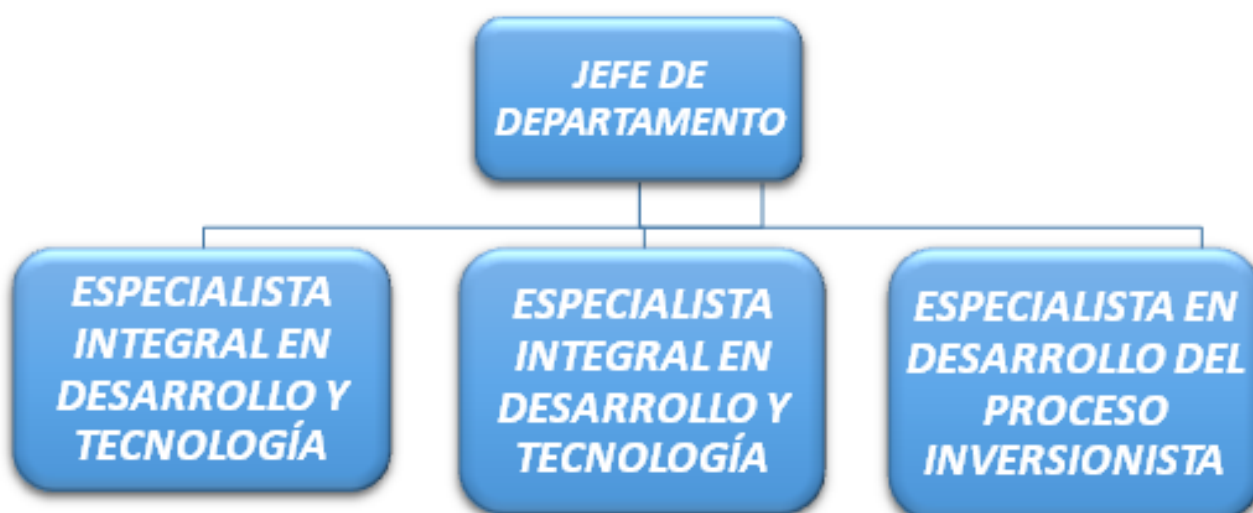 JEFE DE
DEPARTAMENTO
ESPECIALISTA
INTEGRAL EN
DESARROLLO Y
TECNOLOGÍA
ESPECIALISTA
INTEGRAL EN
DESARROLLO Y
TECNOLOGÍA
ESPECIALISTA EN
DESARROLLO DEL
PROCESO
INVERSIONISTA